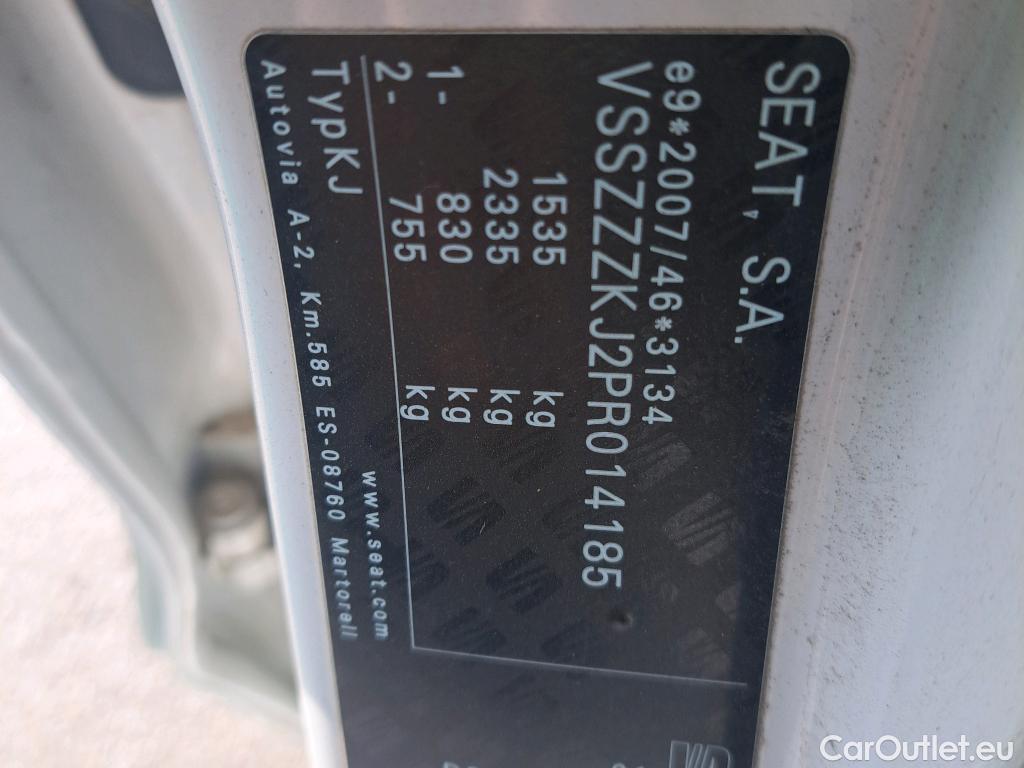 SEAT, S.A.
e9*2007/46*3134
VSSZZZKJ2PR014185
1535 kg
2335 kg
1- 830 kg
2- 755 kg
www.seat.com
TypKJ
Autovia A-2, Km.585 ES-08760 Martorell
CarOutlet.eu